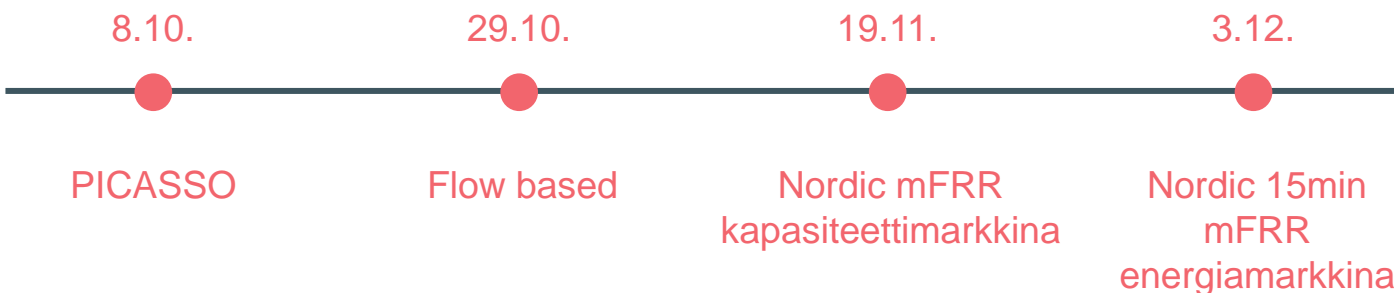 8.10.
29.10.
19.11.
3.12.
PICASSO
Flow based
Nordic mFRR
kapasiteettimarkkina
Nordic 15min
mFRR
energiamarkkina